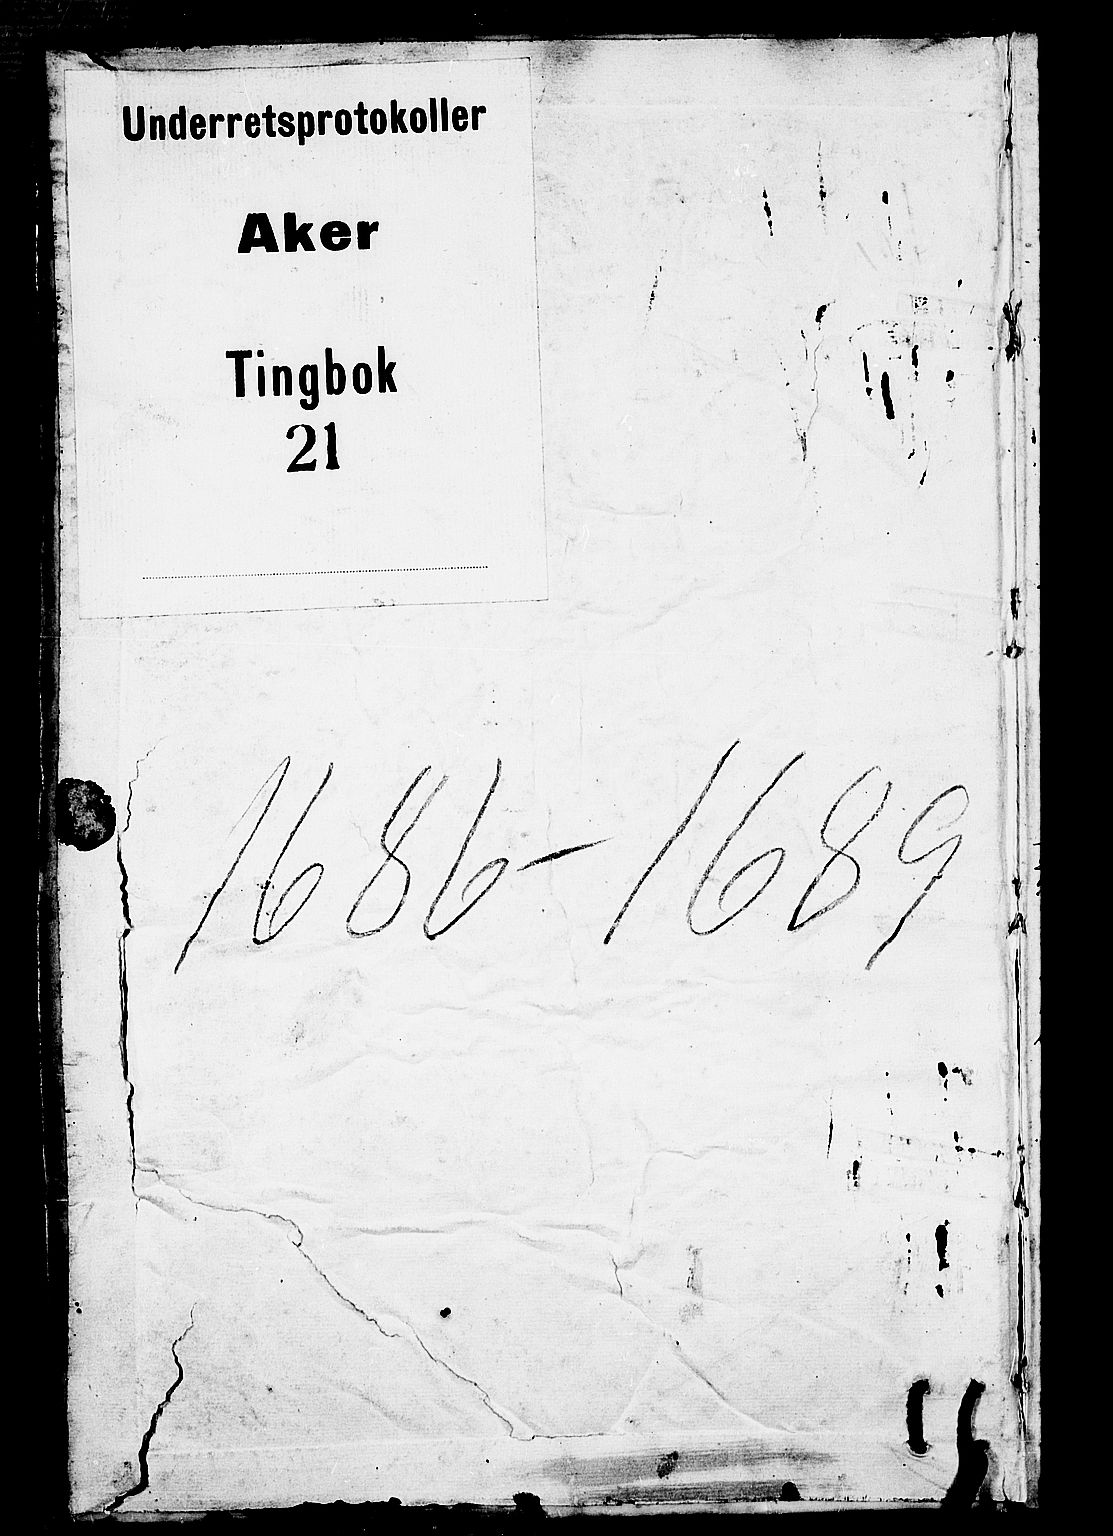 Underretsprotokoller
Aker
Tingbok
21
1686-1689